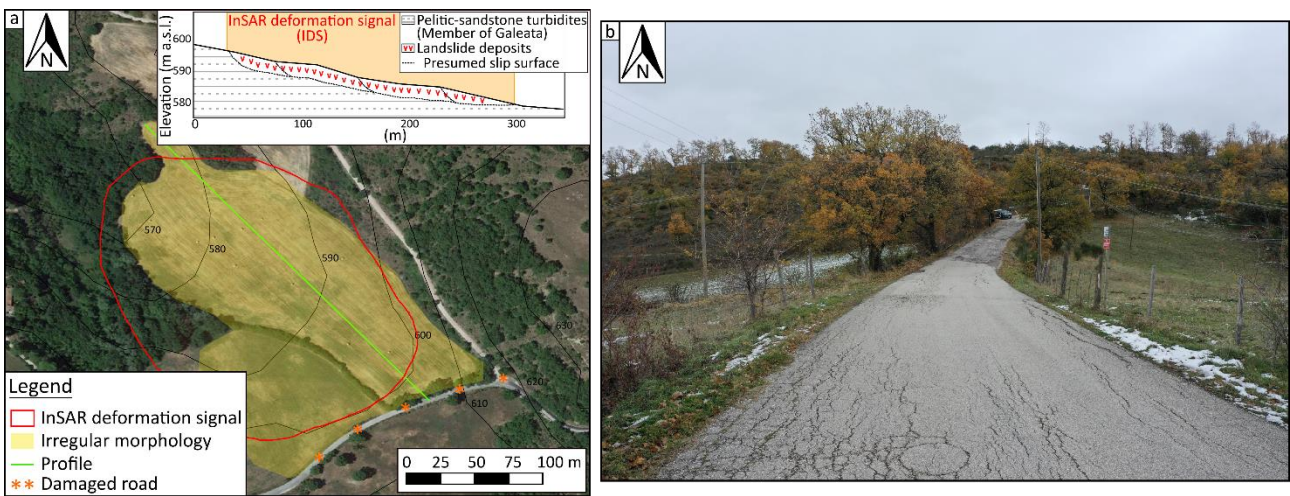 a
N
InSAR deformation signal
(IDS)
Pelitic-sandstone turbidites
(Member of Galeata)
Landslide deposits
Presumed slip surface
Elevation (m a.s.l.)
600
590
580
0
100
200
300
(m)
570
580
590
600
610
620
630
Legend
InSAR deformation signal
Irregular morphology
Profile
Damaged road
0 25 50 100 m
b
N